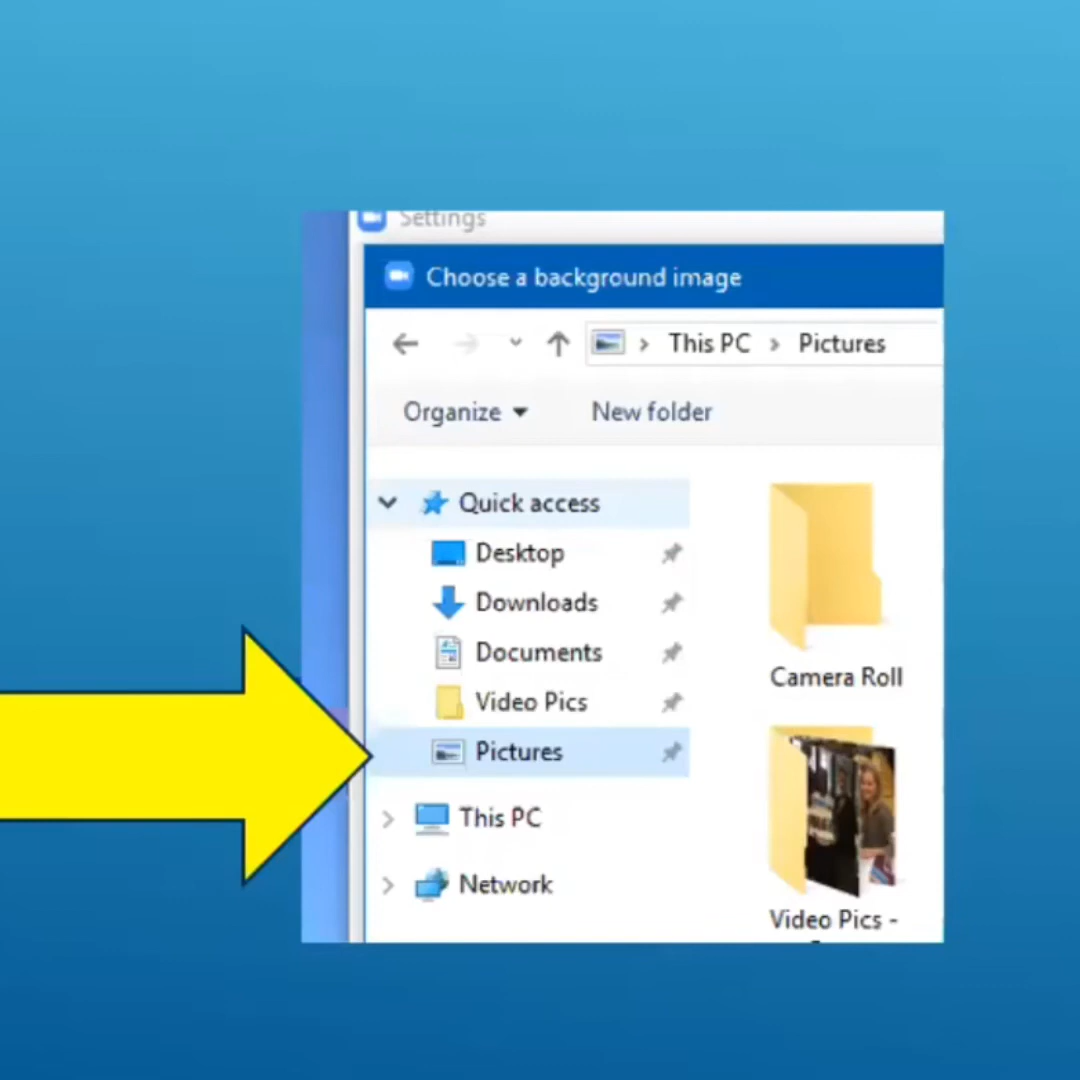 Settings
Choose a background image
This PC > Pictures
Organize New folder
Quick access
Desktop
Downloads
Documents
Video Pics
Pictures
This PC
Network
Camera Roll
Video Pics -